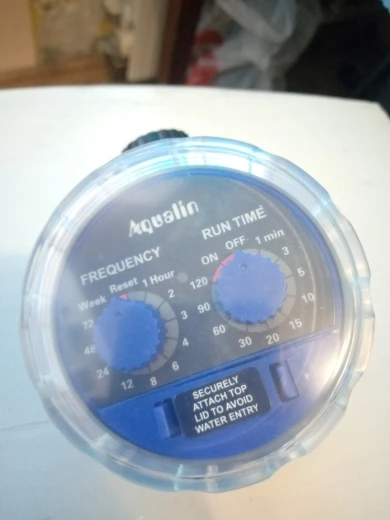 Aqualin
FREQUENCY
Reset
1 Hour
2
3
4
6
8
12
24
48
72
Week
RUN TIME
OFF
1 min
3
5
10
15
20
30
60
90
120
ON
SECURELY
ATTACH TOP
LID TO AVOID
WATER ENTRY